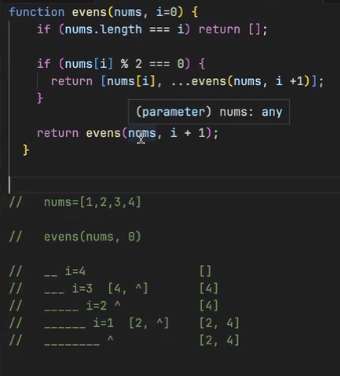 function evens(nums, i=0) {
if (nums.length === i) return [];
if (nums[i] % 2 === 0) {
return [nums[i], ...evens(nums, i +1)];
}
(parameter) nums: any
return evens(nums, i + 1);
}
// nums=[1,2,3,4]
// evens(nums, 0)
// __ i=4 []
// ___ i=3 [4, ^] [4]
// _____ i=2 ^ [4]
// ______ i=1 [2, ^] [2, 4]
// ________ ^ [2, 4]